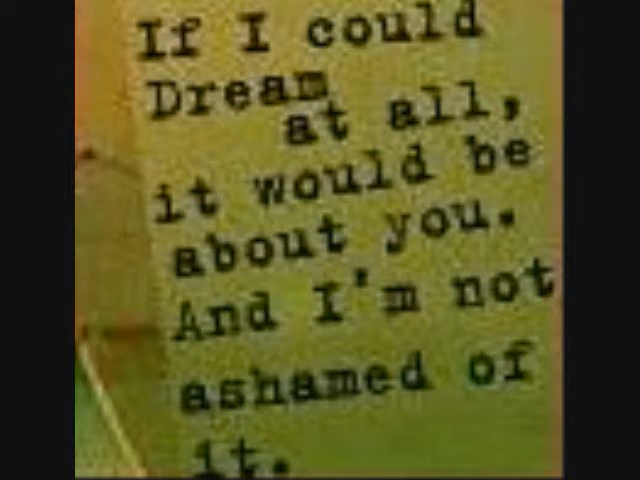 If I could
Dream
at all,
it would be
about you.
And I'm not
ashamed of
it.